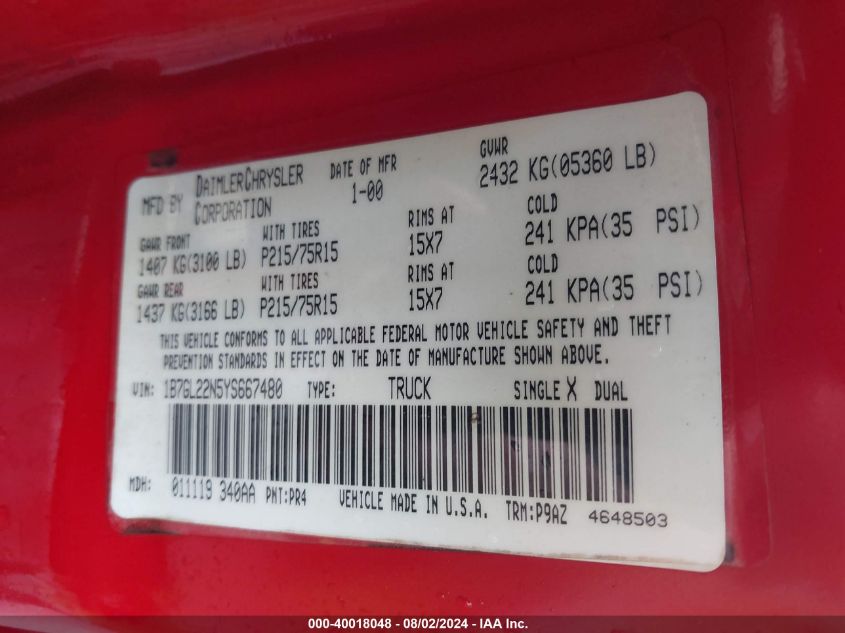 MFD BY DAIMLERCHRYSLER CORPORATION DATE OF MFR 1-00 GVWR 2432 KG(05360 LB)
GAWR FRONT WITH TIRES RIMS AT COLD
1407 KG(3100 LB) P215/75R15 15X7 241 KPA(35 PSI)
GAWR REAR WITH TIRES RIMS AT COLD
1437 KG(3166 LB) P215/75R15 15X7 241 KPA(35 PSI)
THIS VEHICLE CONFORMS TO ALL APPLICABLE FEDERAL MOTOR VEHICLE SAFETY AND THEFT
PREVENTION STANDARDS IN EFFECT ON THE DATE OF MANUFACTURE SHOWN ABOVE.
VIN: 1B7GL22N5YS667480 TYPE: TRUCK SINGLE X DUAL
MDH: 011119 340AA PNT:PR4 VEHICLE MADE IN U.S.A. TRM:P9AZ 4648503
000-40018048 - 08/02/2024 - IAA Inc.